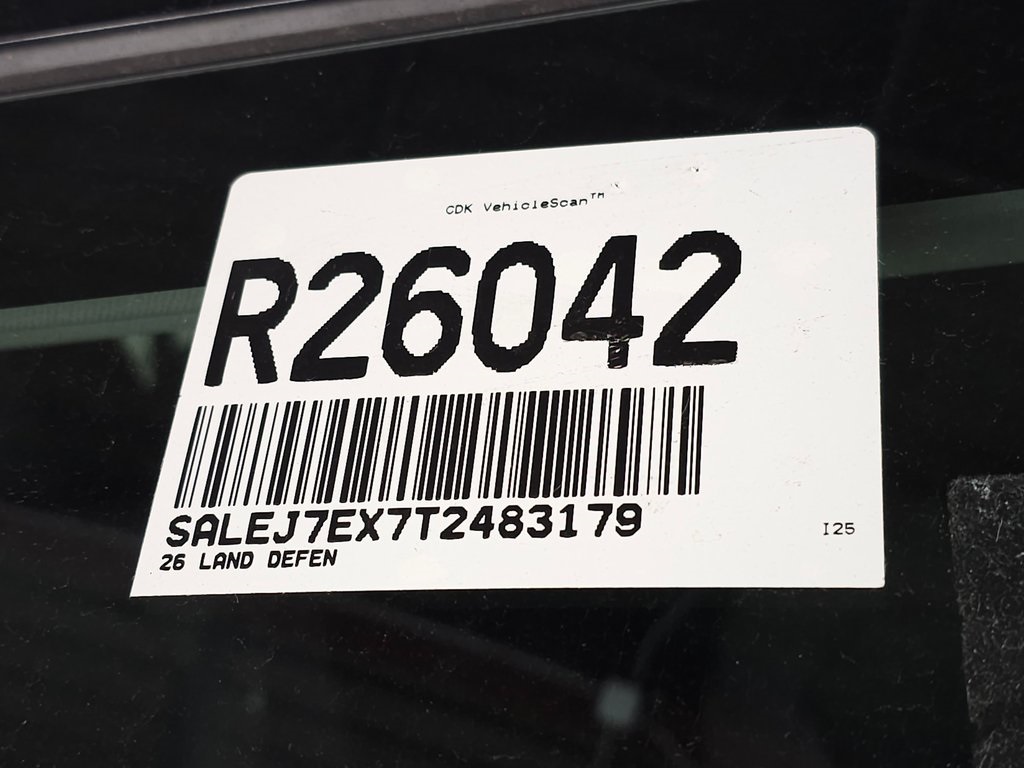 CDK VehicleScan™
R26042
SALEJ7EX7T2483179
26 LAND DEFEN
I25